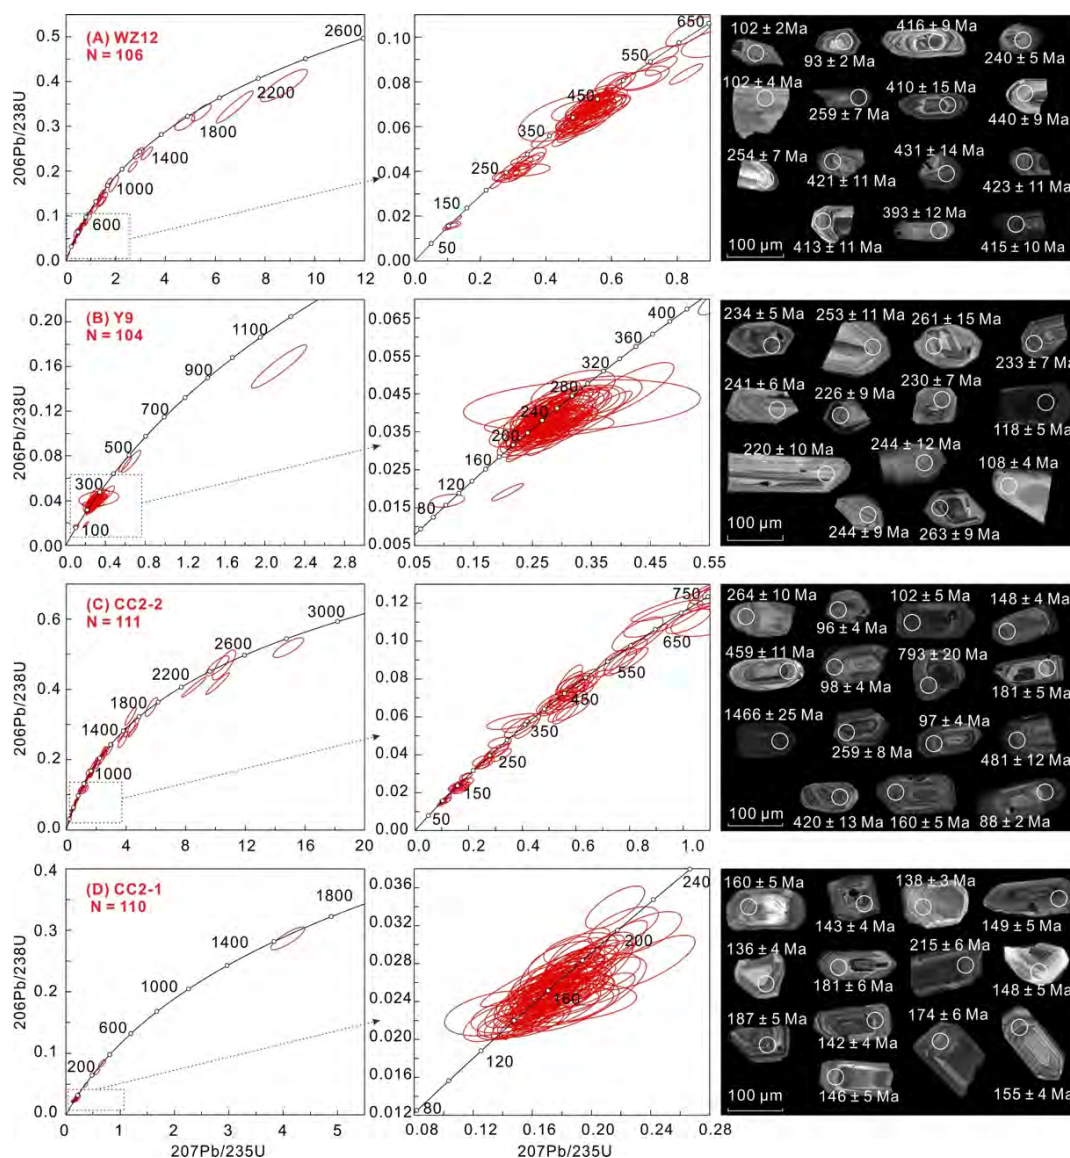 (A) WZ12
N = 106
206Pb/238U
0.5
0.4
0.3
0.2
0.1
0.0
0 2 4 6 8 10 12
600
1000
1400
1800
2200
2600
0.10
0.08
0.06
0.04
0.02
0.00
0.0 0.2 0.4 0.6 0.8
50
150
250
350
450
550
650
102 ± 2Ma
93 ± 2 Ma
416 ± 9 Ma
240 ± 5 Ma
102 ± 4 Ma
259 ± 7 Ma
410 ± 15 Ma
440 ± 9 Ma
254 ± 7 Ma
421 ± 11 Ma
431 ± 14 Ma
423 ± 11 Ma
413 ± 11 Ma
393 ± 12 Ma
415 ± 10 Ma
100 μm
(B) Y9
N = 104
206Pb/238U
0.20
0.16
0.12
0.08
0.04
0.00
0.0 0.4 0.8 1.2 1.6 2.0 2.4 2.8
100
300
500
700
900
1100
0.065
0.055
0.045
0.035
0.025
0.015
0.005
0.05 0.15 0.25 0.35 0.45 0.55
80
120
160
200
240
280
320
360
400
234 ± 5 Ma
253 ± 11 Ma
261 ± 15 Ma
233 ± 7 Ma
241 ± 6 Ma
226 ± 9 Ma
230 ± 7 Ma
118 ± 5 Ma
220 ± 10 Ma
244 ± 12 Ma
108 ± 4 Ma
244 ± 9 Ma
263 ± 9 Ma
100 μm
(C) CC2-2
N = 111
206Pb/238U
0.6
0.4
0.2
0.0
0 4 8 12 16 20
1000
1400
1800
2200
2600
3000
0.12
0.10
0.08
0.06
0.04
0.02
0.00
0.0 0.2 0.4 0.6 0.8 1.0
50
150
250
350
450
550
650
750
264 ± 10 Ma
96 ± 4 Ma
102 ± 5 Ma
148 ± 4 Ma
459 ± 11 Ma
98 ± 4 Ma
793 ± 20 Ma
181 ± 5 Ma
1466 ± 25 Ma
259 ± 8 Ma
97 ± 4 Ma
481 ± 12 Ma
420 ± 13 Ma
160 ± 5 Ma
88 ± 2 Ma
100 μm
(D) CC2-1
N = 110
206Pb/238U
0.4
0.3
0.2
0.1
0.0
0 1 2 3 4 5
200
600
1000
1400
1800
207Pb/235U
0.036
0.032
0.028
0.024
0.020
0.016
0.012
0.08 0.12 0.16 0.20 0.24 0.28
80
120
160
200
240
207Pb/235U
160 ± 5 Ma
143 ± 4 Ma
138 ± 3 Ma
149 ± 5 Ma
136 ± 4 Ma
181 ± 6 Ma
215 ± 6 Ma
148 ± 5 Ma
187 ± 5 Ma
142 ± 4 Ma
174 ± 6 Ma
146 ± 5 Ma
155 ± 4 Ma
100 μm